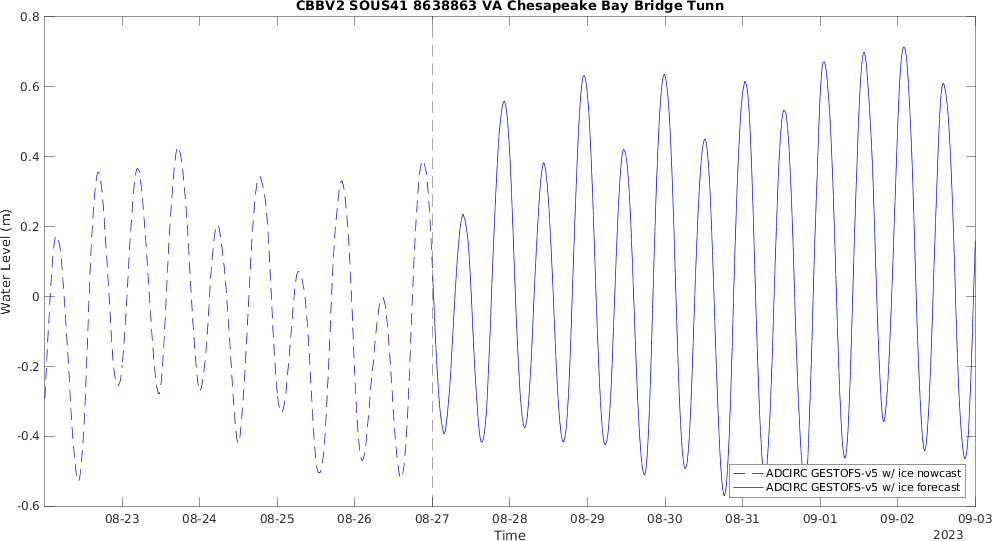 CBBV2 SOUS41 8638863 VA Chesapeake Bay Bridge Tunn
0.8
0.6
0.4
0.2
0
-0.2
-0.4
-0.6
Water Level (m)
ADCIRC GESTOFS-v5 w/ ice nowcast
ADCIRC GESTOFS-v5 w/ ice forecast
08-23 08-24 08-25 08-26 08-27 08-28 08-29 08-30 08-31 09-01 09-02 09-03
Time
2023